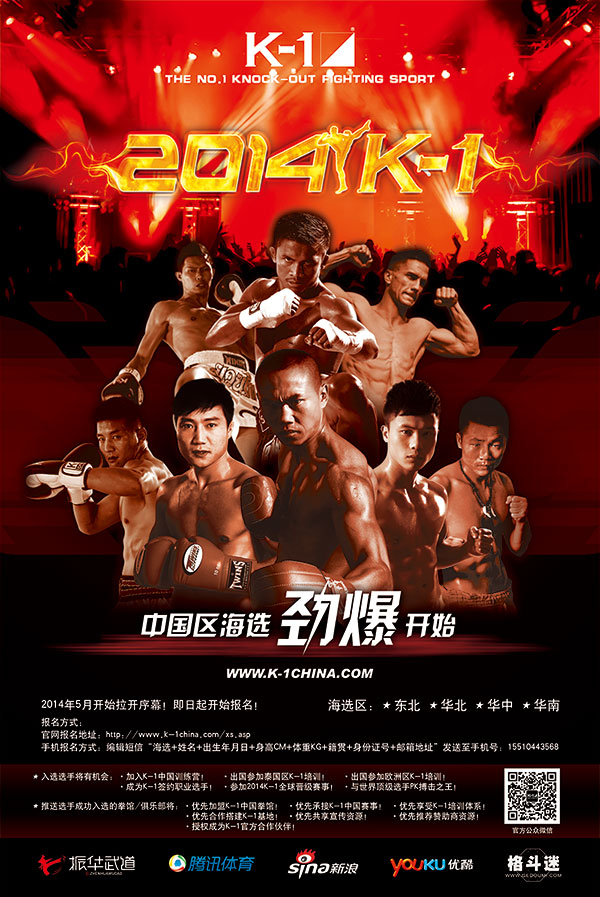 K-1
THE NO.1 KNOCK-OUT FIGHTING SPORT
2014 K-1
TWINS
中国区海选 劲爆 开始
WWW.K-1CHINA.COM
2014年5月开始拉开序幕！即日起开始报名！
海选区：★东北 ★华北 ★华中 ★华南
报名方式：
官网报名地址：http://www.k-1china.com/xs.asp
手机报名方式：编辑短信“海选+姓名+出生年月日+身高CM+体重KG+籍贯+身份证号+邮箱地址”发送至手机号：15510443568
★入选选手将有机会：·加入K-1中国训练营！ ·出国参加泰国区K-1培训！ ·出国参加欧洲区K-1培训！
·成为K-1签约职业选手！ ·参加2014K-1全球晋级赛事！ ·与世界顶级选手PK搏击之王！
★推送选手成功入选的拳馆/俱乐部将：·优先加盟K-1中国拳馆！ ·优先承接K-1中国赛事！ ·优先享受K-1培训体系！
·优先合作搭建K-1基地！ ·优先共享宣传资源！ ·优先推荐赞助商资源！
·授权成为K-1官方合作伙伴！
官方公众微信
振华武道
ZHENHUAWUDAO
腾讯体育
sina新浪
YOUKU优酷
格斗迷
WWW.GEDOUMI.COM